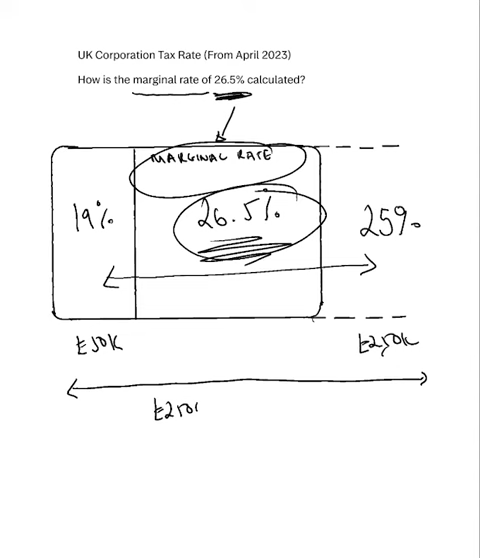 UK Corporation Tax Rate (From April 2023)
How is the marginal rate of 26.5% calculated?
MARGINAL RATE
19% 26.5% 25%
£50K £250K
£250K